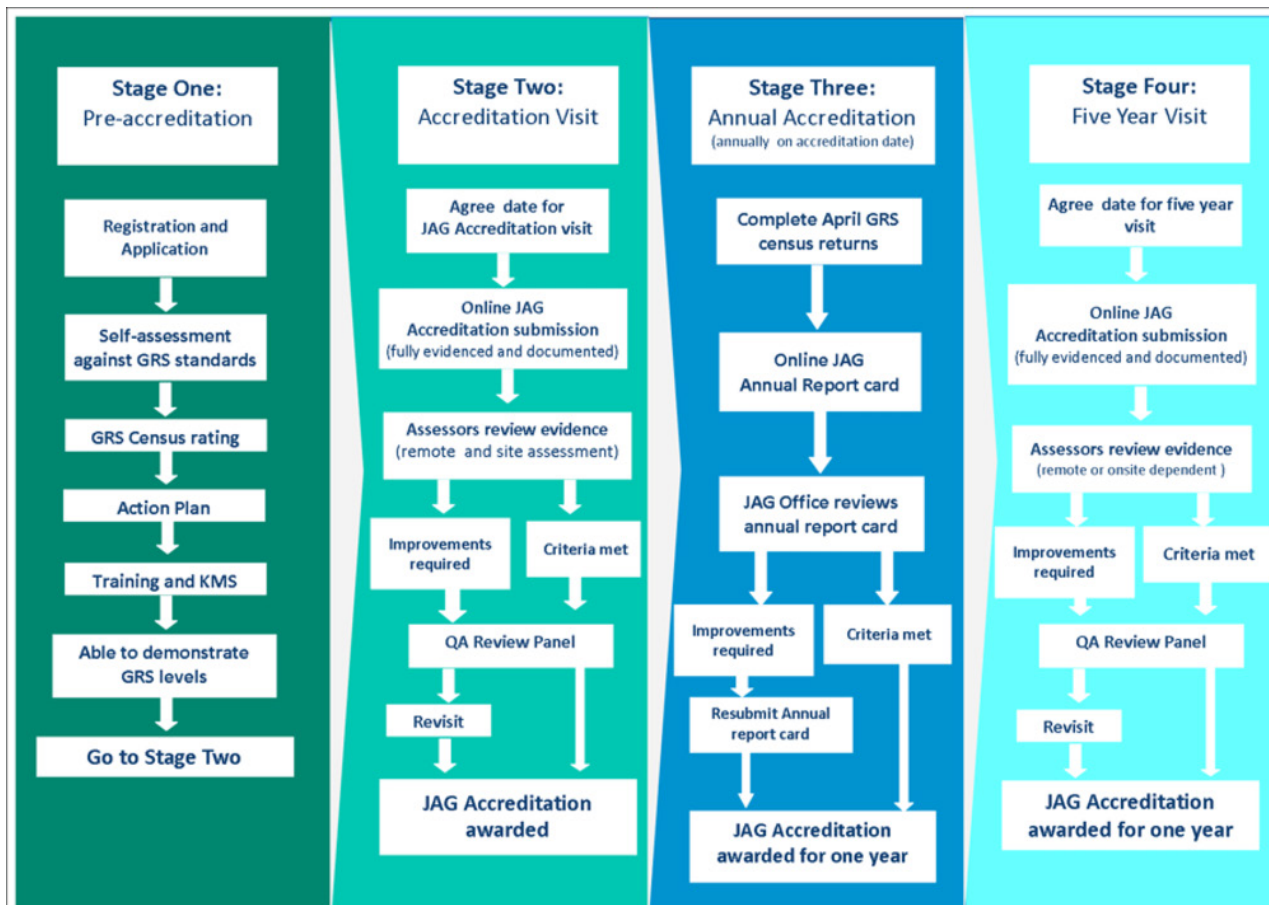 Stage One:
Pre-accreditation
Registration and
Application
Self-assessment
against GRS standards
GRS Census rating
Action Plan
Training and KMS
Able to demonstrate
GRS levels
Go to Stage Two
Stage Two:
Accreditation Visit
Agree date for
JAG Accreditation visit
Online JAG
Accreditation submission
(fully evidenced and documented)
Assessors review evidence
(remote and site assessment)
Improvements
required
Criteria met
QA Review Panel
Revisit
JAG Accreditation
awarded
Stage Three:
Annual Accreditation
(annually on accreditation date)
Complete April GRS
census returns
Online JAG
Annual Report card
JAG Office reviews
annual report card
Improvements
required
Criteria met
Resubmit Annual
report card
JAG Accreditation
awarded for one year
Stage Four:
Five Year Visit
Agree date for five year
visit
Online JAG
Accreditation submission
(fully evidenced and documented)
Assessors review evidence
(remote or onsite dependent )
Improvements
required
Criteria met
QA Review Panel
Revisit
JAG Accreditation
awarded for one year